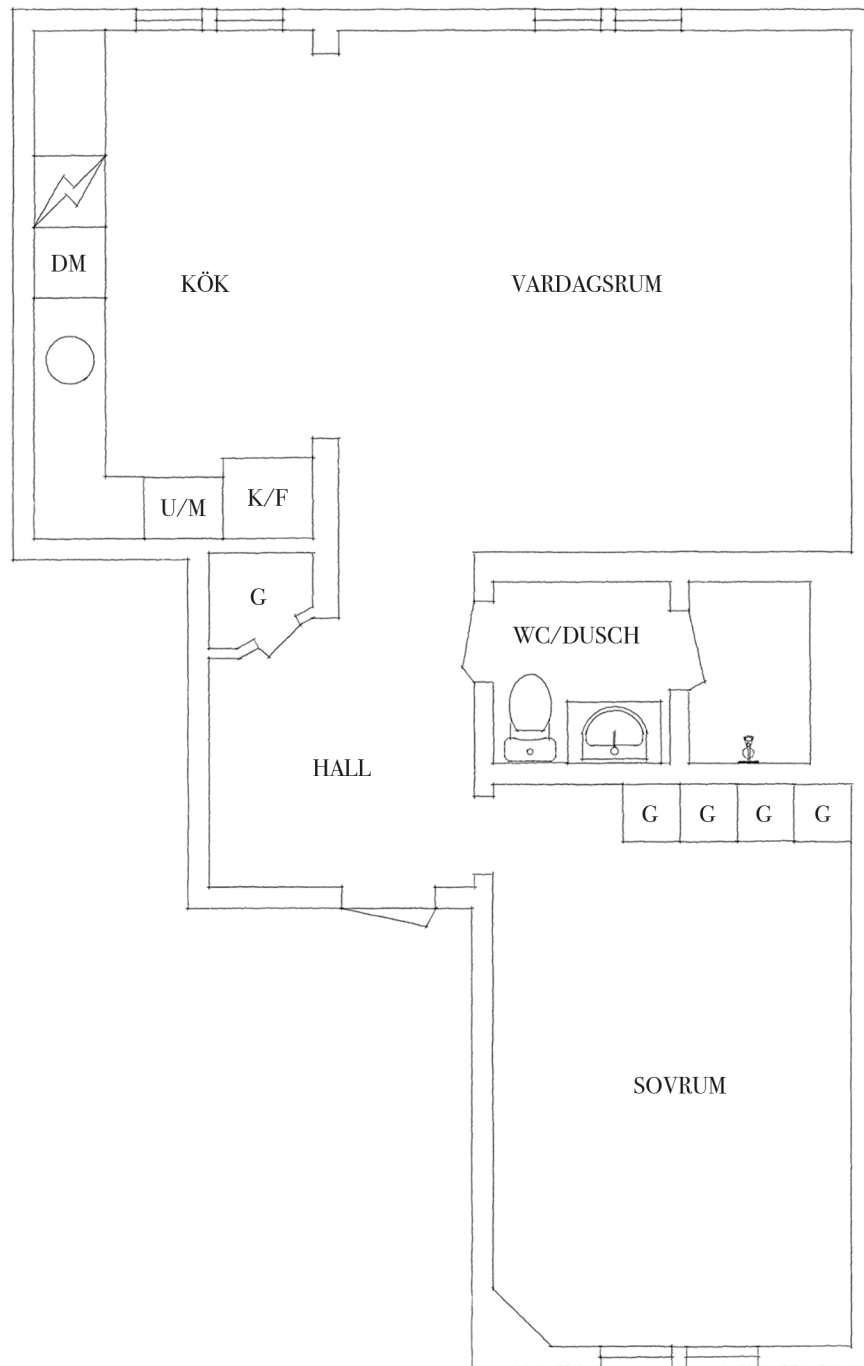 DM
KÖK
VARDAGSRUM
U/M
K/F
G
WC/DUSCH
HALL
G
G
G
G
SOVRUM